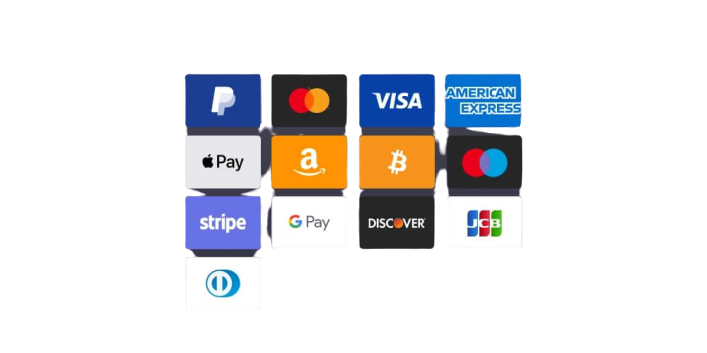 P
VISA
AMERICAN
EXPRESS
Pay
a
stripe
G Pay
DISCOVER
JCB